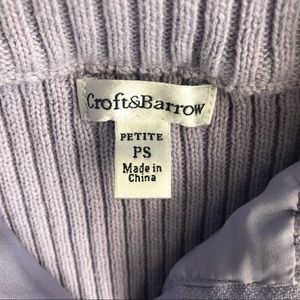 Croft&Barrow
PETITE
PS
Made in
China